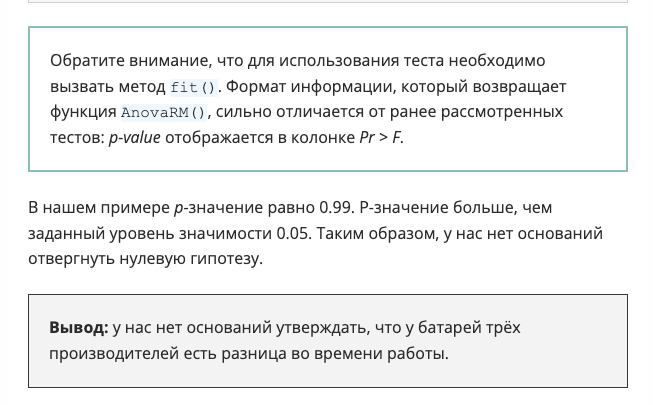 Обратите внимание, что для использования теста необходимо
вызвать метод fit(). Формат информации, который возвращает
функция AnovaRM(), сильно отличается от ранее рассмотренных
тестов: p-value отображается в колонке Pr > F.
В нашем примере p-значение равно 0.99. P-значение больше, чем
заданный уровень значимости 0.05. Таким образом, у нас нет оснований
отвергнуть нулевую гипотезу.
Вывод: у нас нет оснований утверждать, что у батарей трёх
производителей есть разница во времени работы.